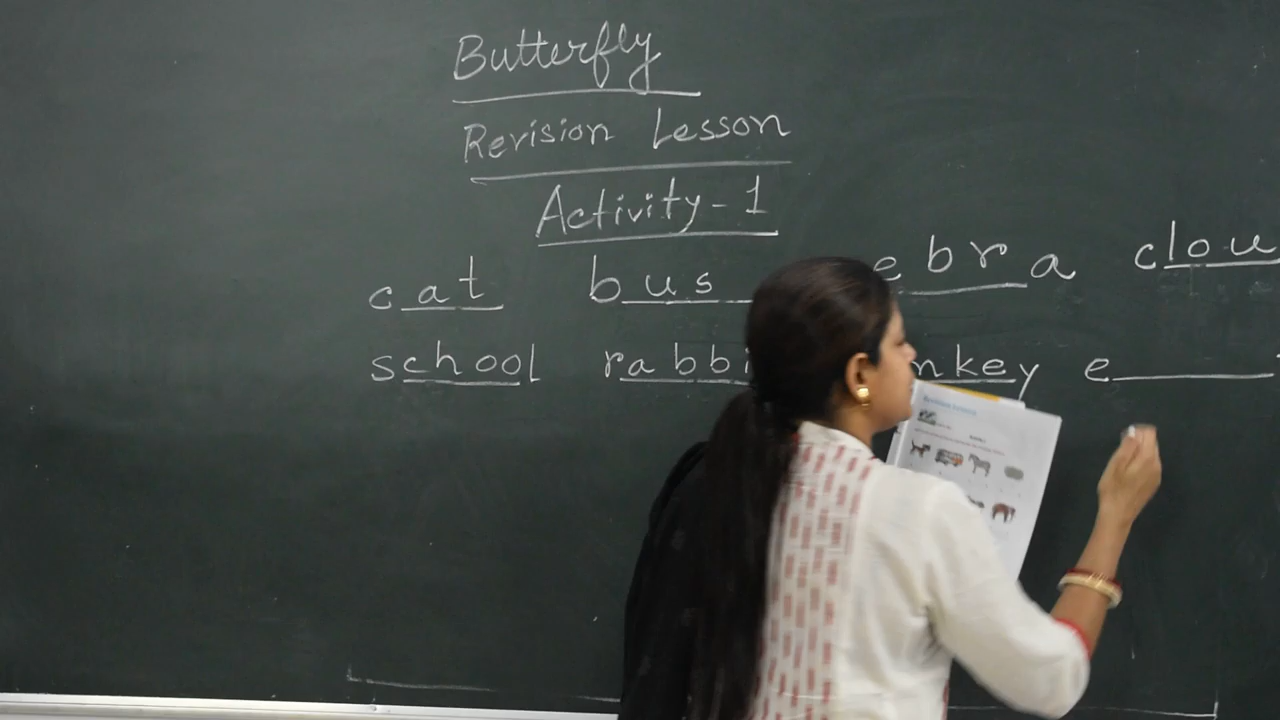 Butterfly
Revision Lesson
Activity-1
cat bus ebra clou
school rabbi nkey e